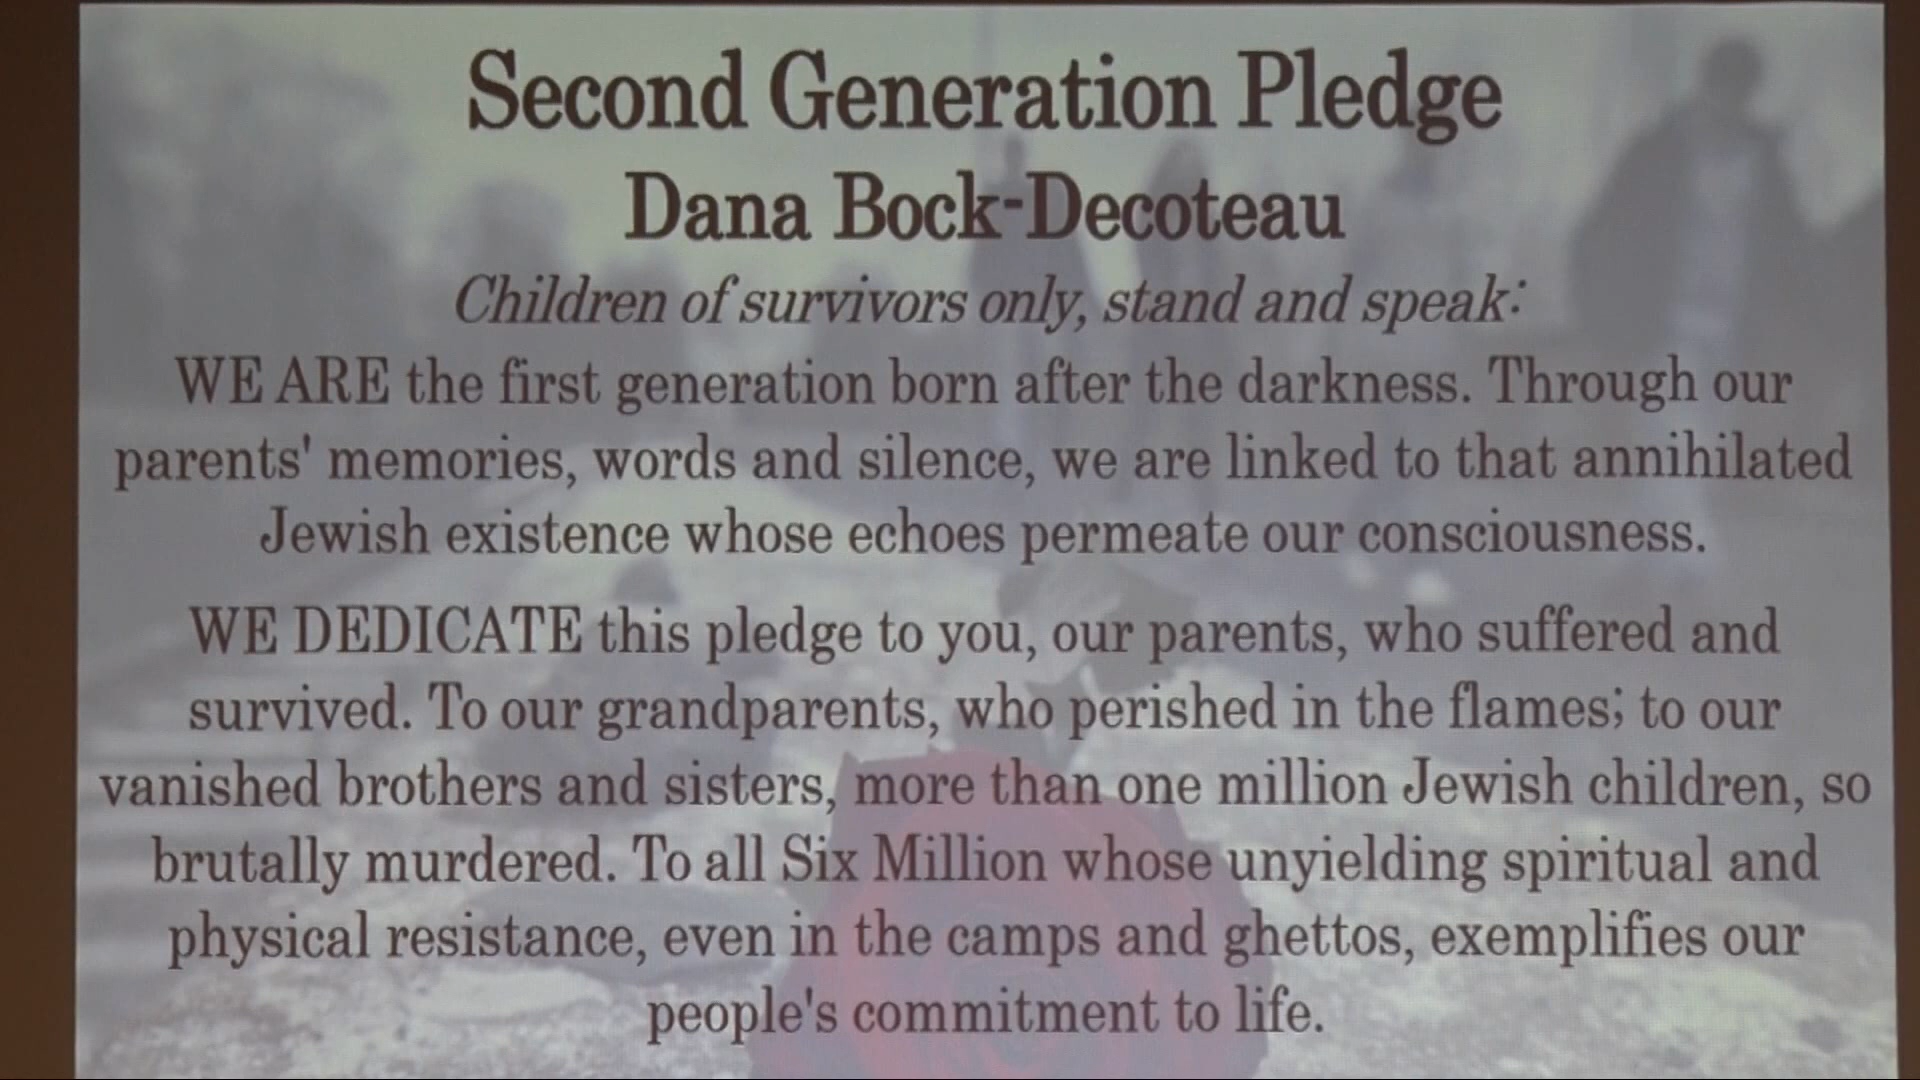 Second Generation Pledge
Dana Bock-Decoteau
Children of survivors only, stand and speak:
WE ARE the first generation born after the darkness. Through our
parents' memories, words and silence, we are linked to that annihilated
Jewish existence whose echoes permeate our consciousness.
WE DEDICATE this pledge to you, our parents, who suffered and
survived. To our grandparents, who perished in the flames; to our
vanished brothers and sisters, more than one million Jewish children, so
brutally murdered. To all Six Million whose unyielding spiritual and
physical resistance, even in the camps and ghettos, exemplifies our
people's commitment to life.